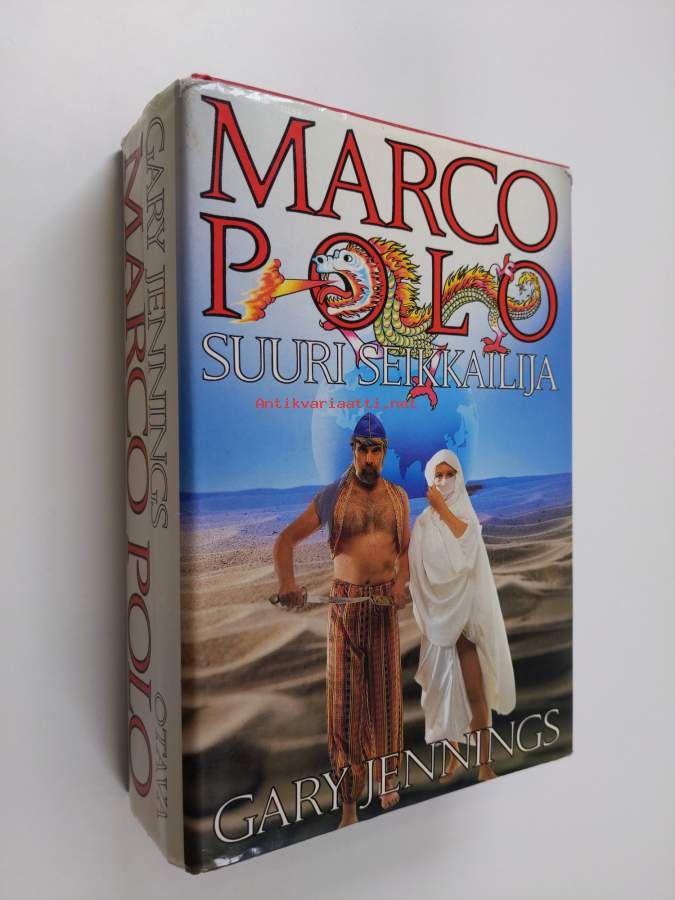 MARCO
POLO
SUURI SEIKKAILIJA
Antikvariaatti.net
GARY JENNINGS
GARY JENNINGS
MARCO POLO
OTAVA